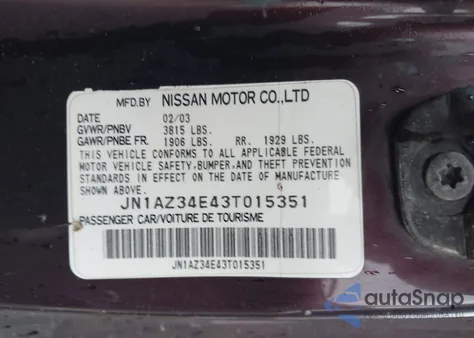 MFD.BY NISSAN MOTOR CO.,LTD
DATE 02/03
GVWR/PNBV 3815 LBS.
GAWR/PNBE FR. 1906 LBS. RR. 1929 LBS.
THIS VEHICLE CONFORMS TO ALL APPLICABLE FEDERAL
MOTOR VEHICLE SAFETY,BUMPER,AND THEFT PREVENTION
STANDARDS IN EFFECT ON THE DATE OF MANUFACTURE
SHOWN ABOVE.
JN1AZ34E43T015351
PASSENGER CAR/VOITURE DE TOURISME
JN1AZ34E43T015351
autaSnap